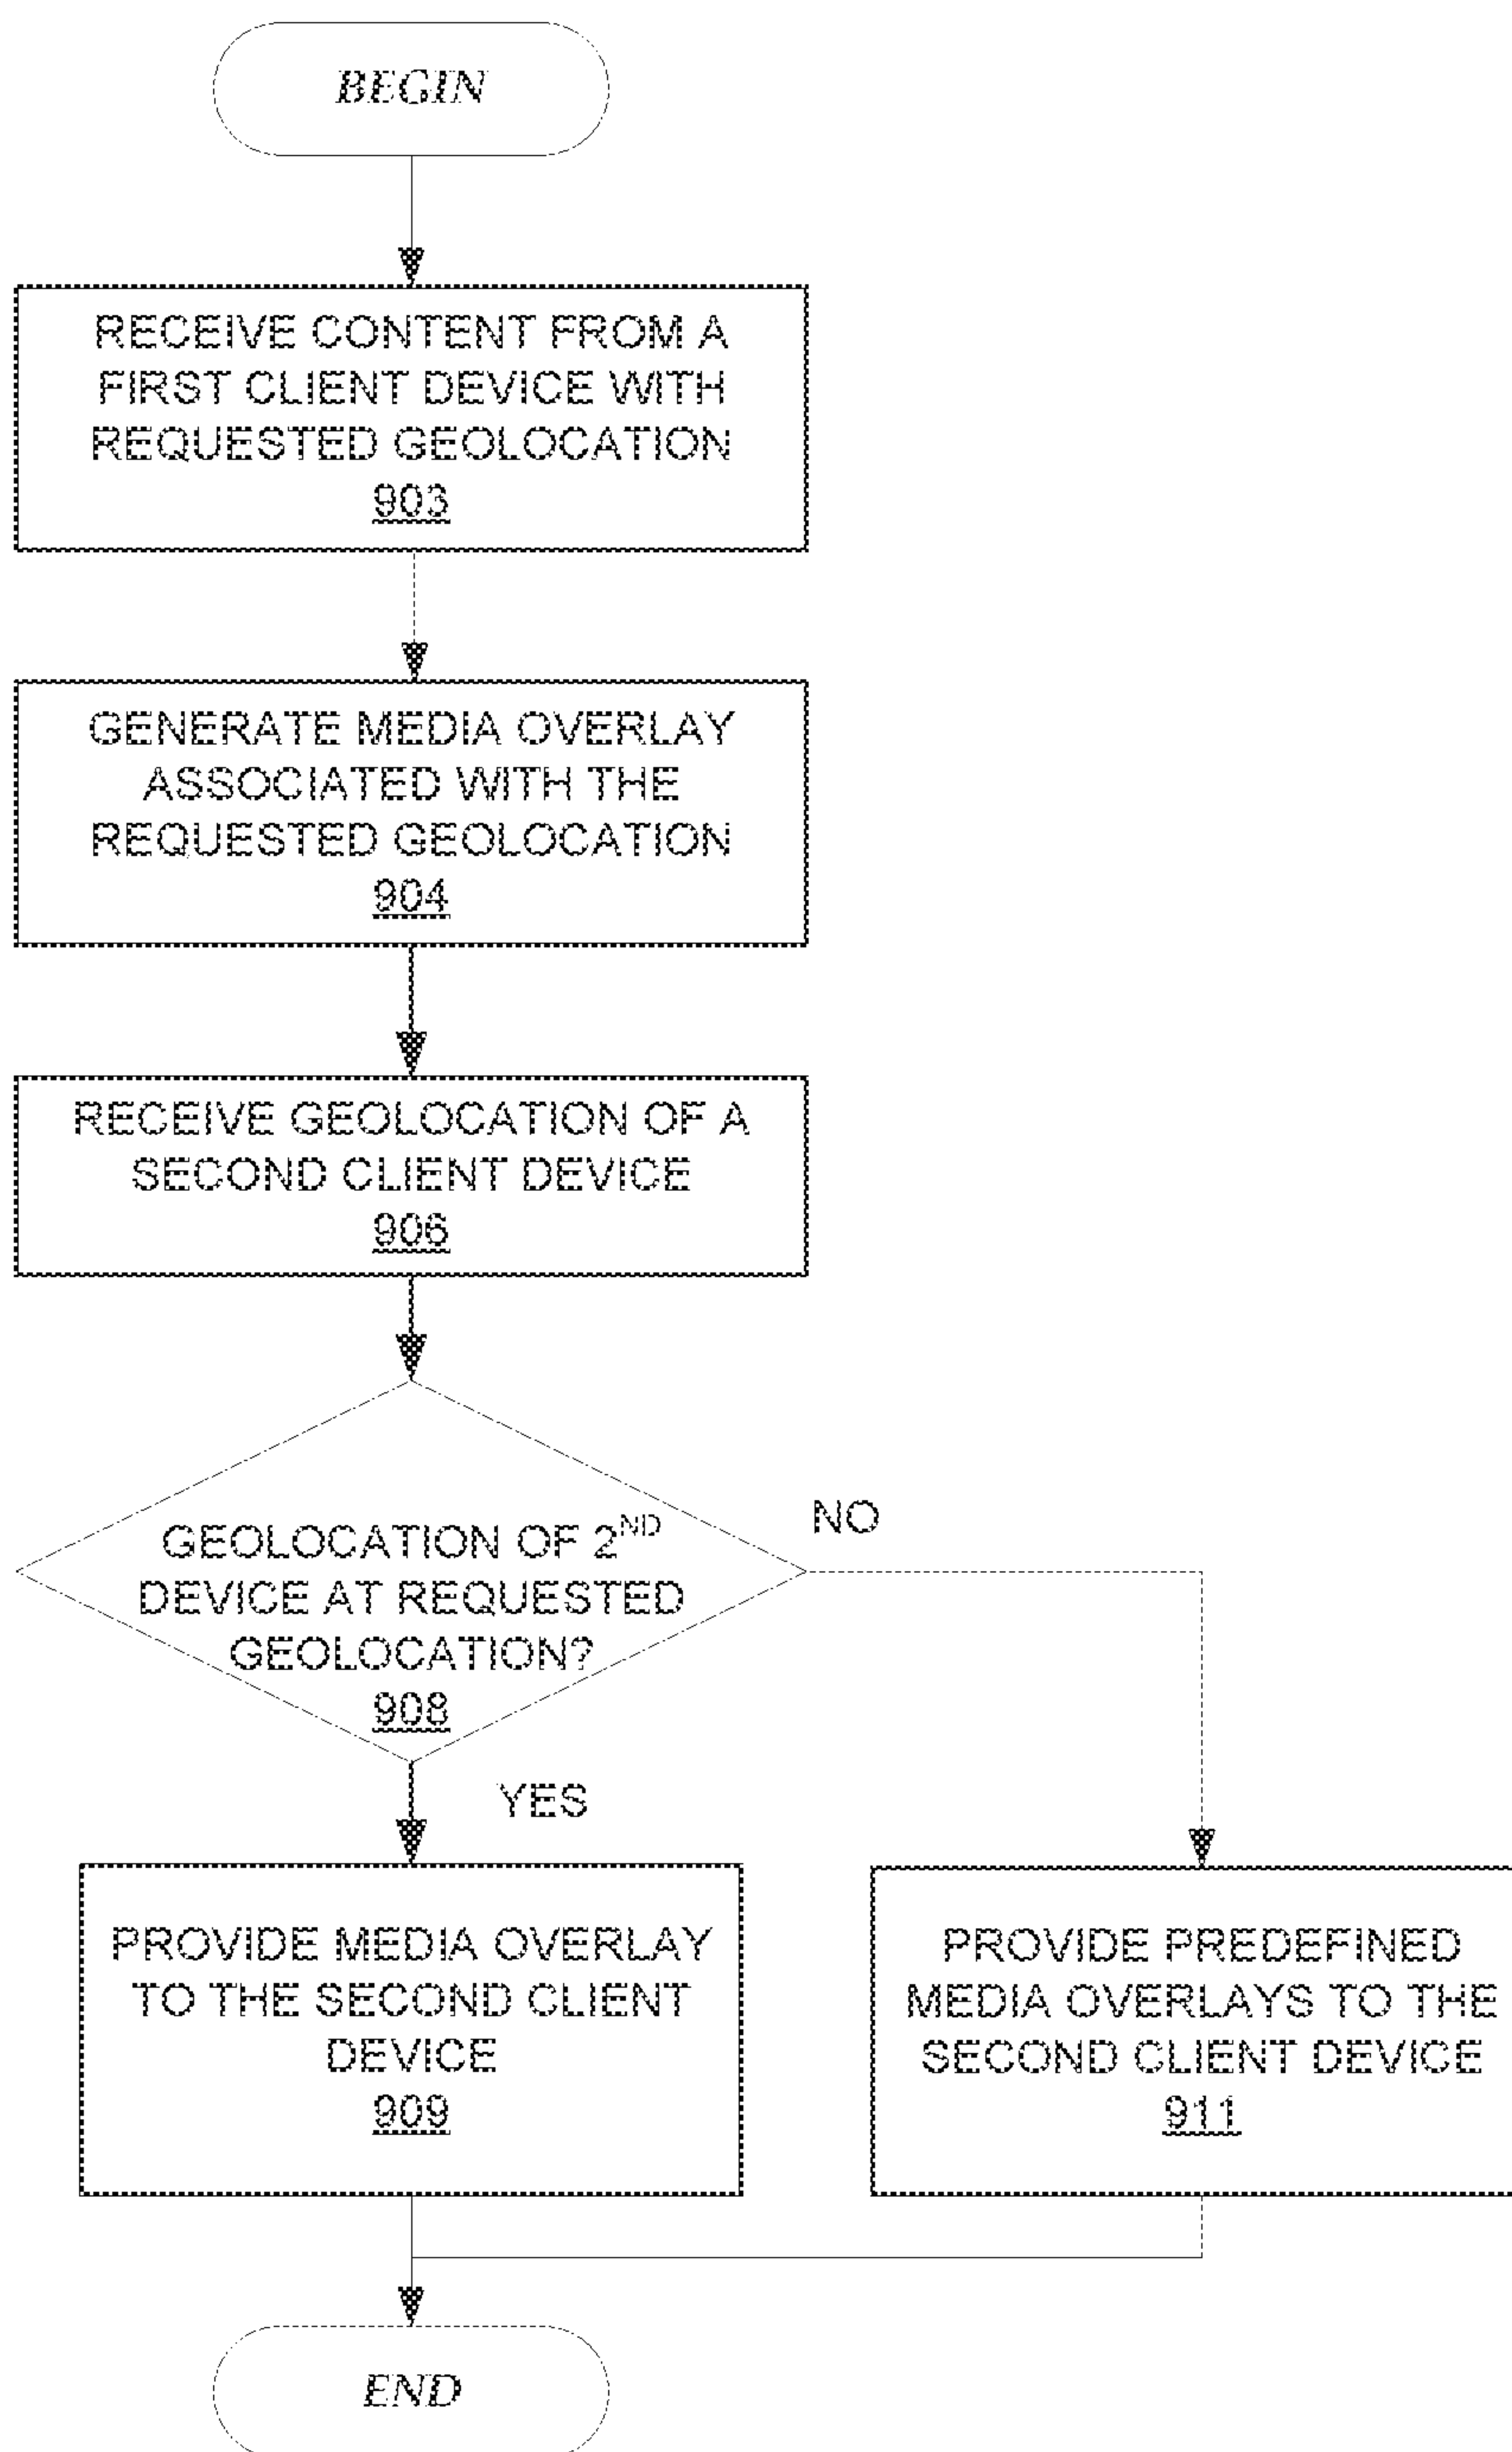 BEGIN
RECEIVE CONTENT FROM A
FIRST CLIENT DEVICE WITH
REQUESTED GEOLOCATION
903
GENERATE MEDIA OVERLAY
ASSOCIATED WITH THE
REQUESTED GEOLOCATION
904
RECEIVE GEOLOCATION OF A
SECOND CLIENT DEVICE
906
GEOLOCATION OF 2ND
DEVICE AT REQUESTED
GEOLOCATION?
908
NO
YES
PROVIDE MEDIA OVERLAY
TO THE SECOND CLIENT
DEVICE
909
PROVIDE PREDEFINED
MEDIA OVERLAYS TO THE
SECOND CLIENT DEVICE
911
END